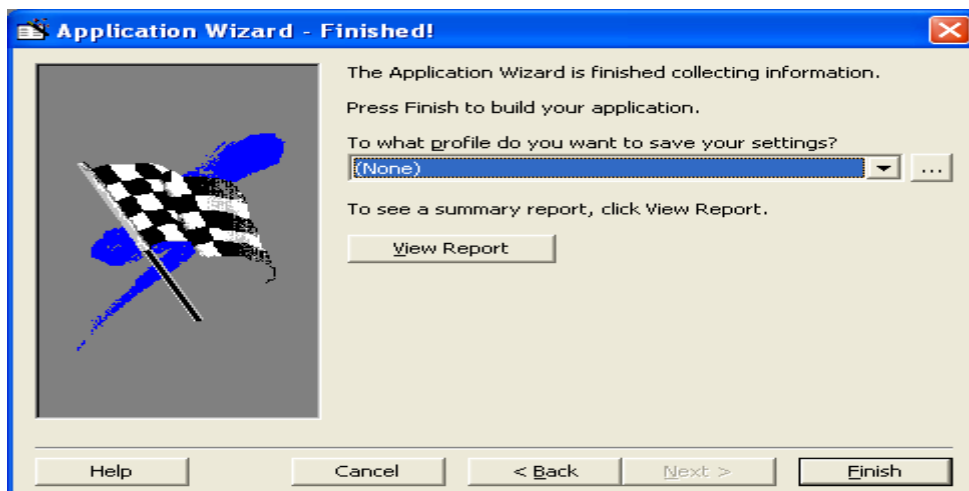 Application Wizard - Finished!
The Application Wizard is finished collecting information.
Press Finish to build your application.
To what profile do you want to save your settings?
(None)
...
To see a summary report, click View Report.
View Report
Help Cancel < Back Next > Finish